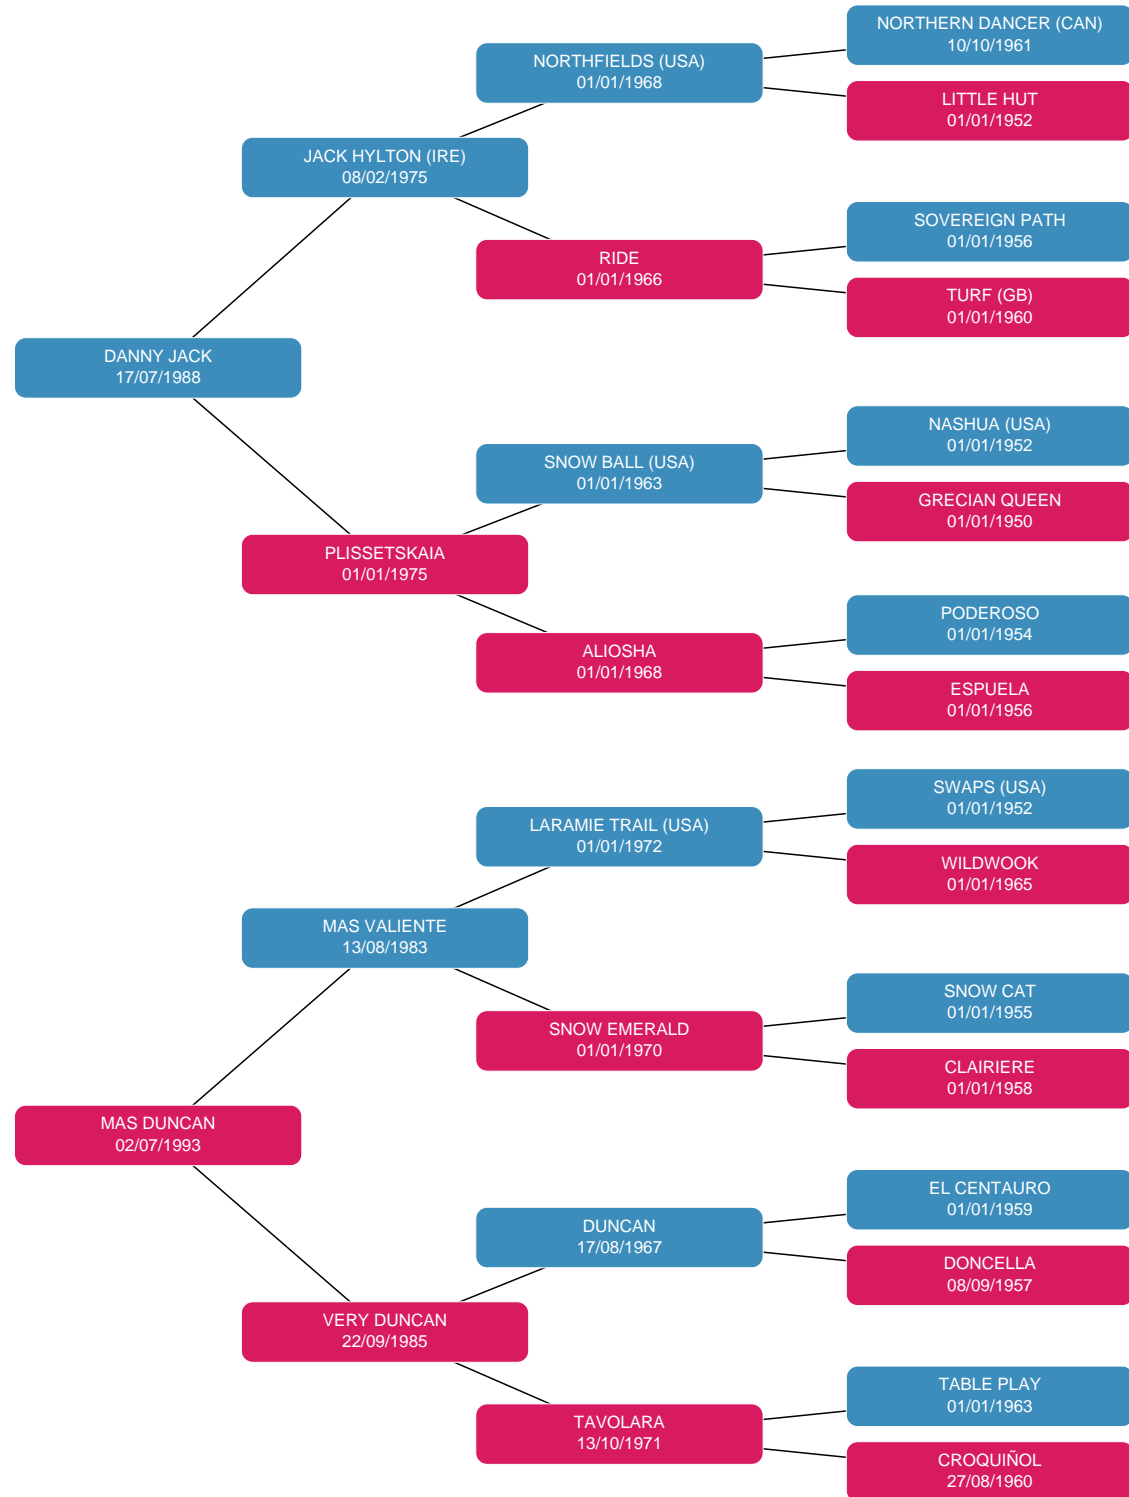 NORTHERN DANCER (CAN)
10/10/1961
NORTHFIELDS (USA)
01/01/1968
LITTLE HUT
01/01/1952
JACK HYLTON (IRE)
08/02/1975
SOVEREIGN PATH
01/01/1956
RIDE
01/01/1966
TURF (GB)
01/01/1960
DANNY JACK
17/07/1988
NASHUA (USA)
01/01/1952
SNOW BALL (USA)
01/01/1963
GRECIAN QUEEN
01/01/1950
PLISSETSKAIA
01/01/1975
PODEROSO
01/01/1954
ALIOSHA
01/01/1968
ESPUELA
01/01/1956
SWAPS (USA)
01/01/1952
LARAMIE TRAIL (USA)
01/01/1972
WILDWOOK
01/01/1965
MAS VALIENTE
13/08/1983
SNOW CAT
01/01/1955
SNOW EMERALD
01/01/1970
CLAIRIERE
01/01/1958
MAS DUNCAN
02/07/1993
EL CENTAURO
01/01/1959
DUNCAN
17/08/1967
DONCELLA
08/09/1957
VERY DUNCAN
22/09/1985
TABLE PLAY
01/01/1963
TAVOLARA
13/10/1971
CROQUIÑOL
27/08/1960